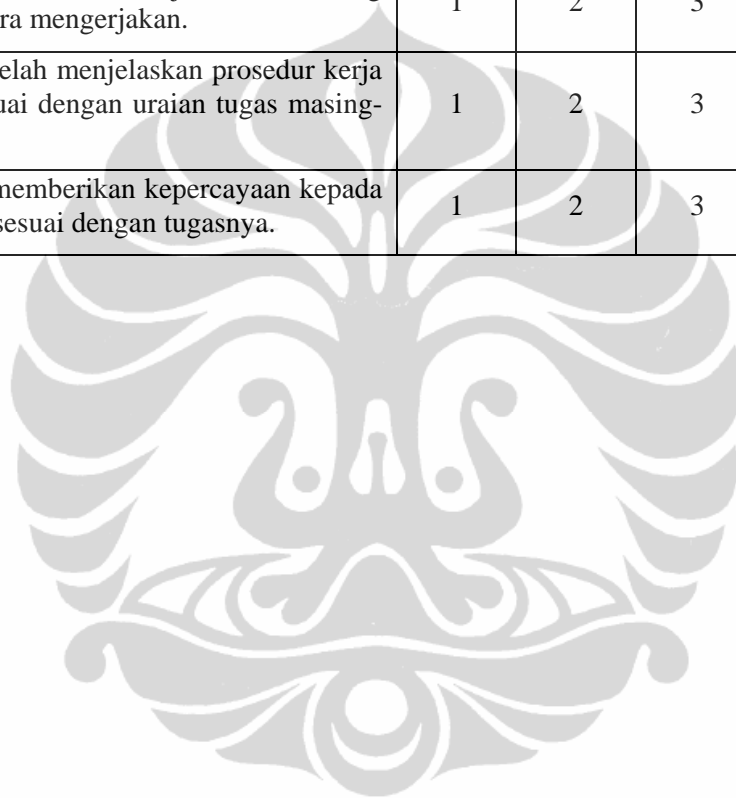 ra mengerjakan. 1 2 3
elah menjelaskan prosedur kerja
uai dengan uraian tugas masing- 1 2 3
memberikan kepercayaan kepada
sesuai dengan tugasnya. 1 2 3